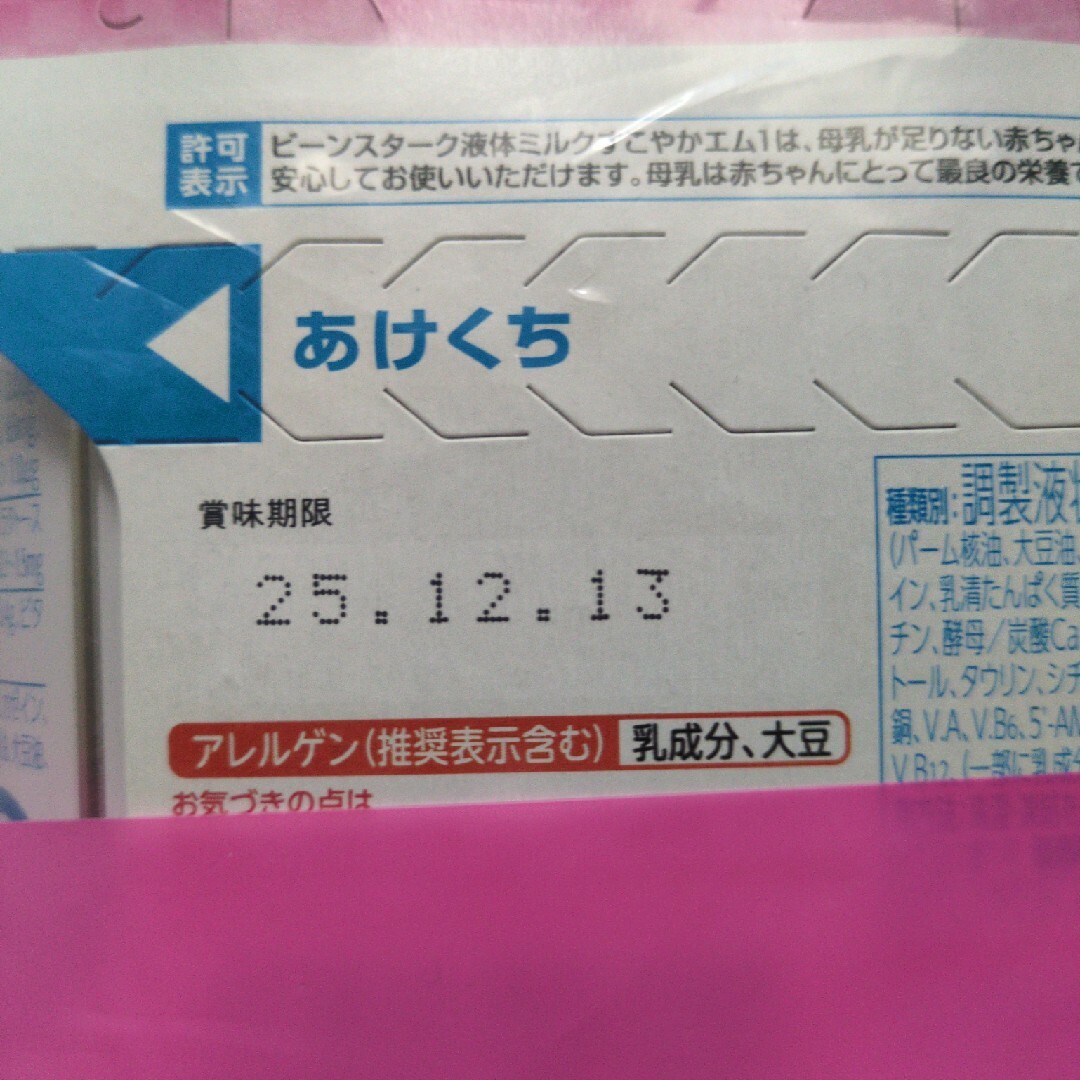 許可
表示
ビーンスターク液体ミルクすこやかエム1は、母乳が足りない赤ちゃ
安心してお使いいただけます。母乳は赤ちゃんにとって最良の栄養で
あけくち
賞味期限
25.12.13
アレルゲン(推奨表示含む) 乳成分、大豆
お気づきの点は
種類別:調製液状
(パーム核油、大豆油、
イン、乳清たんぱく質
チン、酵母/炭酸Ca
トール、タウリン、シチ
銅、V.A、V.B6、5'-AM
V.B12、(一部に乳成分